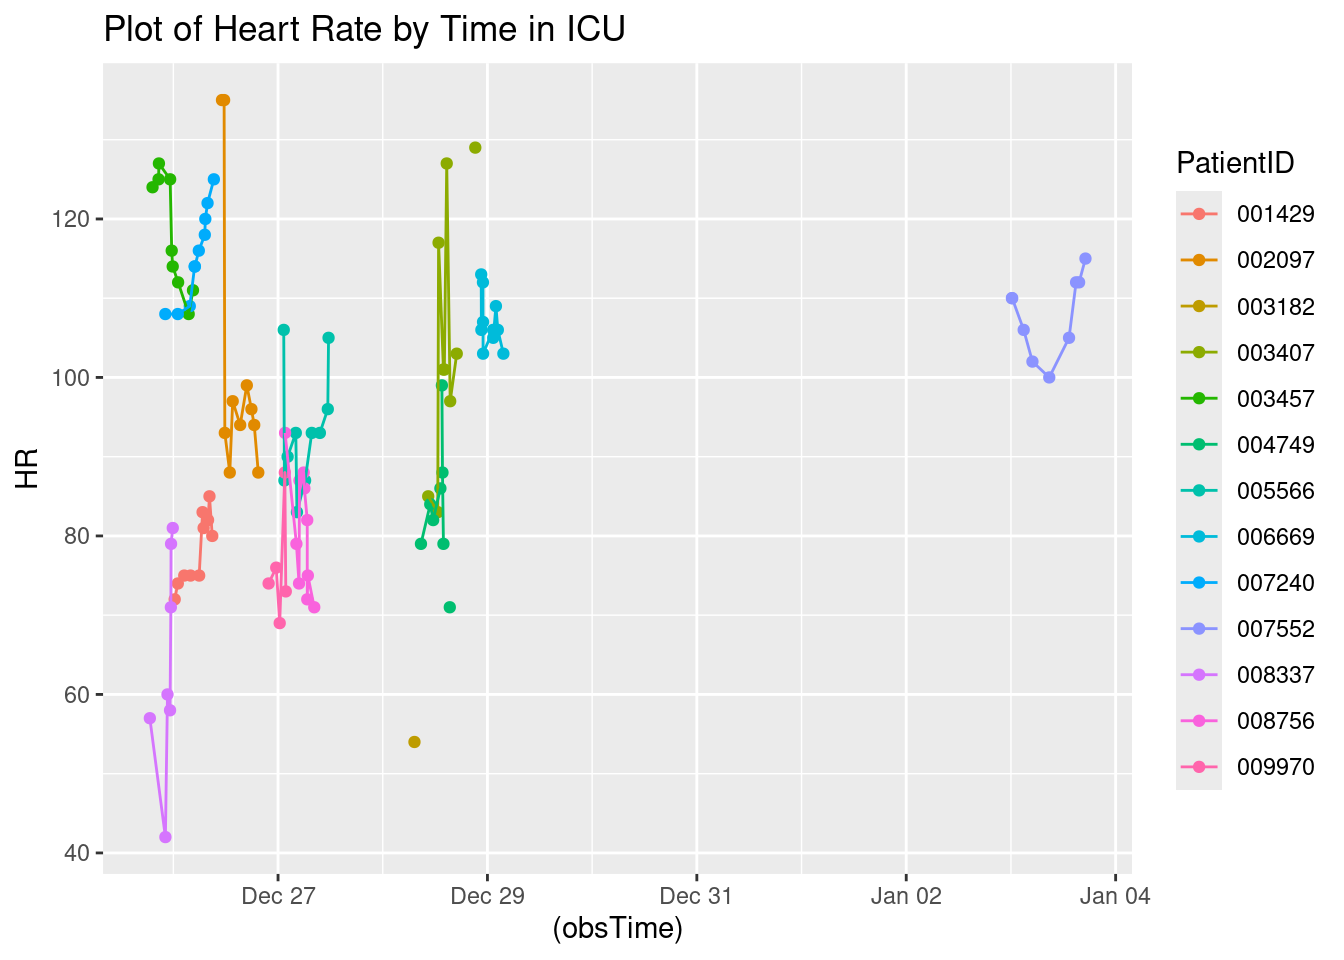 Plot of Heart Rate by Time in ICU
HR
120
100
80
60
40
Dec 27
Dec 29
Dec 31
Jan 02
Jan 04
(obsTime)
PatientID
001429
002097
003182
003407
003457
004749
005566
006669
007240
007552
008337
008756
009970